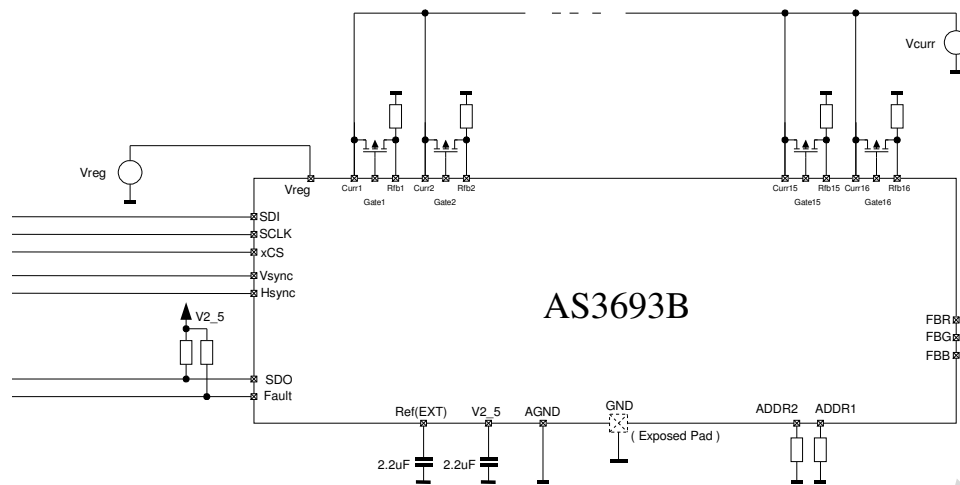 Vcurr
Vreg
Vreg
Curr1
Rfb1
Curr2
Rfb2
Curr15
Rfb15
Curr16
Rfb16
Gate1
Gate2
Gate15
Gate16
SDI
SCLK
xCS
Vsync
Hsync
AS3693B
V2_5
FBR
FBG
FBB
SDO
Fault
Ref(EXT)
V2_5
AGND
GND
ADDR2
ADDR1
( Exposed Pad )
2.2uF
2.2uF